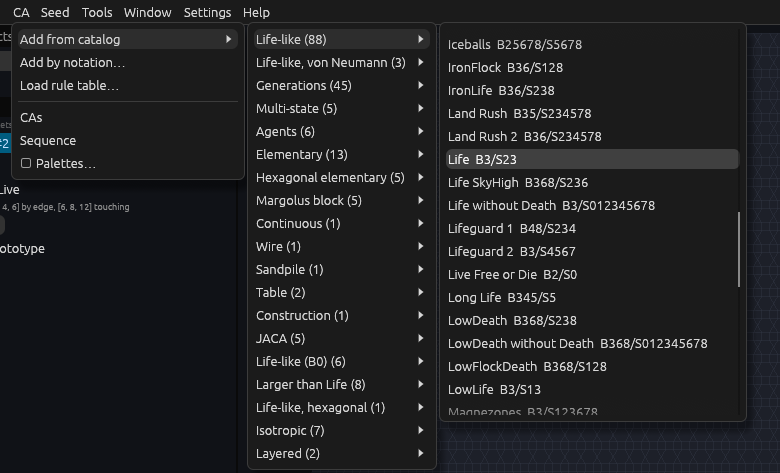 CA Seed Tools Window Settings Help
Add from catalog
Add by notation…
Load rule table…
CAs
Sequence
Palettes…
#2
Live
4, 6] by edge, [6, 8, 12] touching
ototype
Life-like (88)
Life-like, von Neumann (3)
Generations (45)
Multi-state (5)
Agents (6)
Elementary (13)
Hexagonal elementary (5)
Margolus block (5)
Continuous (1)
Wire (1)
Sandpile (1)
Table (2)
Construction (1)
JACA (5)
Life-like (B0) (6)
Larger than Life (8)
Life-like, hexagonal (1)
Isotropic (7)
Layered (2)
Iceballs B25678/S5678
IronFlock B36/S128
IronLife B36/S238
Land Rush B35/S234578
Land Rush 2 B36/S234578
Life B3/S23
Life SkyHigh B368/S236
Life without Death B3/S012345678
Lifeguard 1 B48/S234
Lifeguard 2 B3/S4567
Live Free or Die B2/S0
Long Life B345/S5
LowDeath B368/S238
LowDeath without Death B368/S012345678
LowFlockDeath B368/S128
LowLife B3/S13
Magnezones B3/S123678